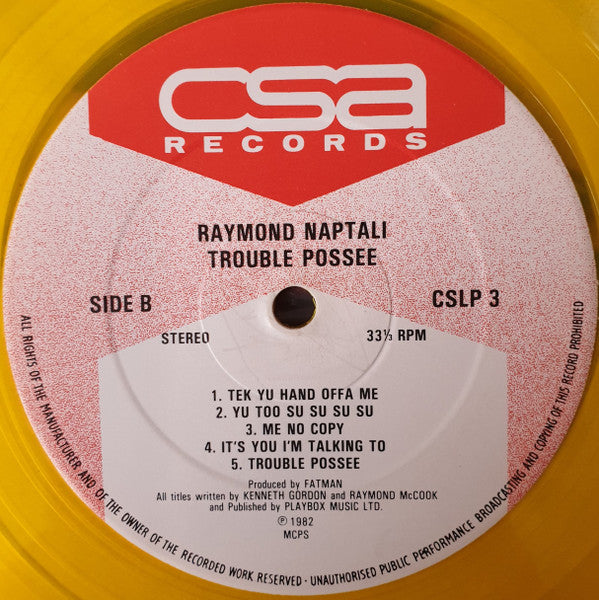 csa
RECORDS
RAYMOND NAPTALI
TROUBLE POSSEE
SIDE B
CSLP 3
STEREO
33⅓ RPM
1. TEK YU HAND OFFA ME
2. YU TOO SU SU SU SU
3. ME NO COPY
4. IT'S YOU I'M TALKING TO
5. TROUBLE POSSEE
Produced by FATMAN
All titles written by KENNETH GORDON and RAYMOND McCOOK
and Published by PLAYBOX MUSIC LTD.
Ⓟ 1982
MCPS
ALL RIGHTS OF THE MANUFACTURER AND OF THE OWNER OF THE RECORDED WORK RESERVED · UNAUTHORISED PUBLIC PERFORMANCE BROADCASTING AND COPYING OF THIS RECORD PROHIBITED